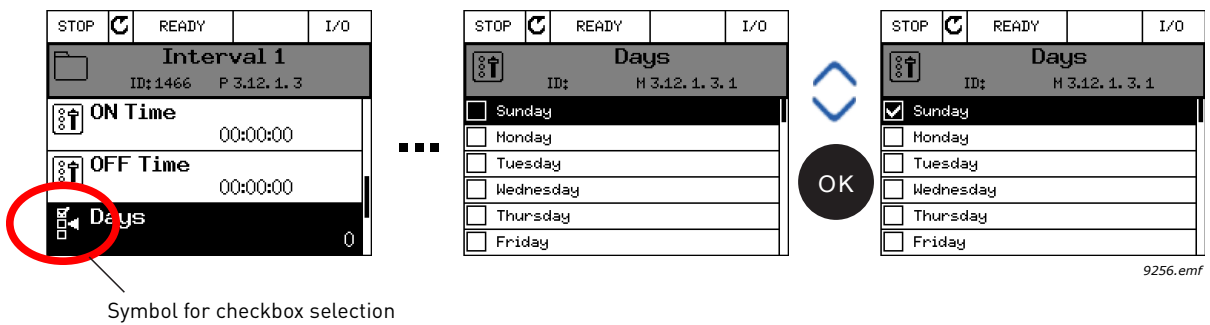 STOP READY I/O
Interval 1
ID:1466 P 3.12.1.3
ON Time
00:00:00
OFF Time
00:00:00
Days
0
STOP READY I/O
Days
ID: M 3.12.1.3.1
Sunday
Monday
Tuesday
Wednesday
Thursday
Friday
OK
STOP READY I/O
Days
ID: M 3.12.1.3.1
Sunday
Monday
Tuesday
Wednesday
Thursday
Friday
9256.emf
Symbol for checkbox selection